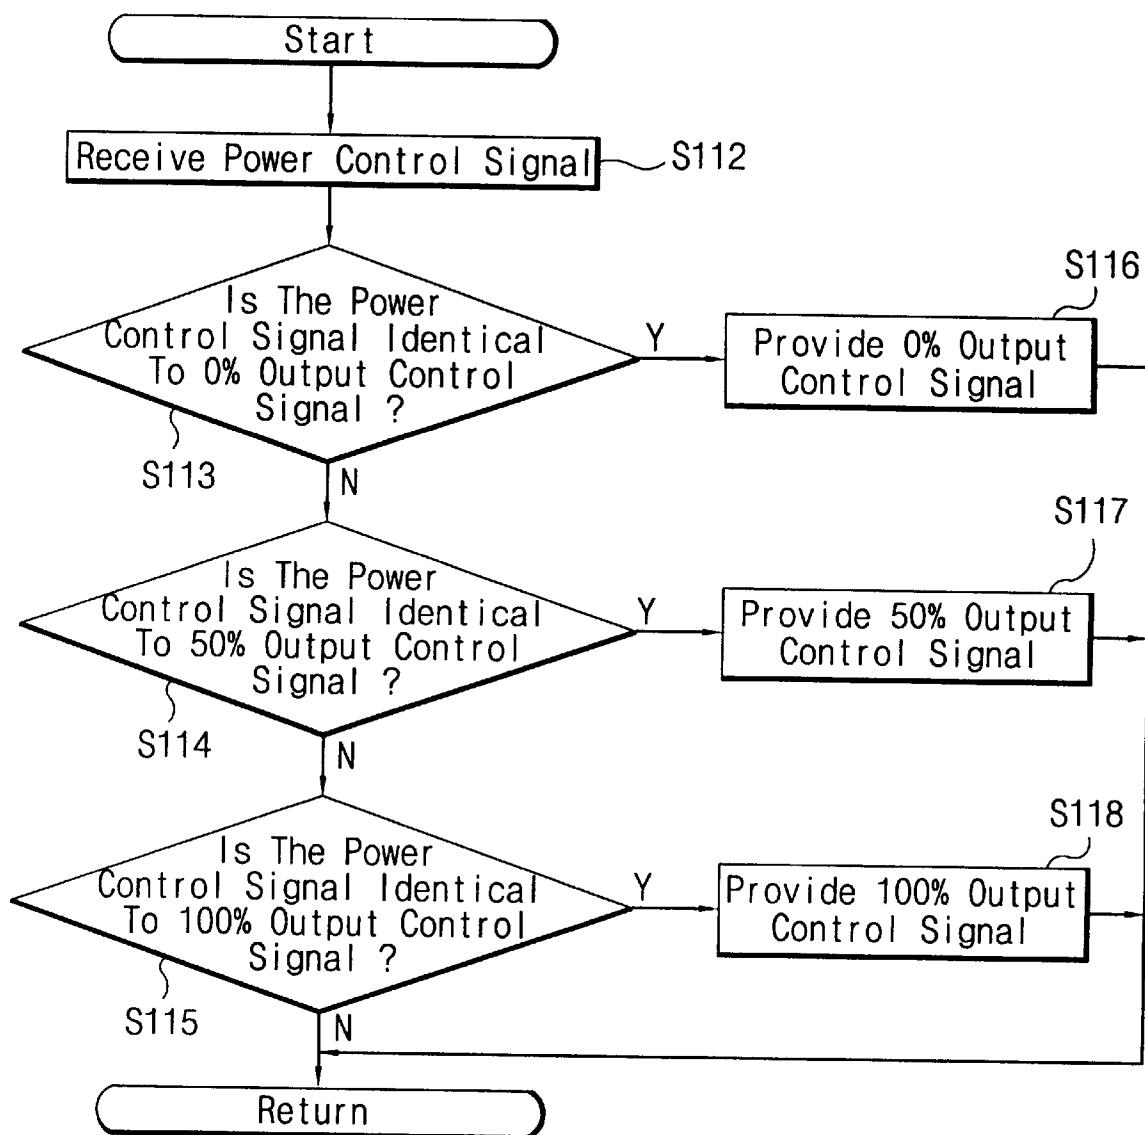 Start
Receive Power Control Signal
S112
Is The Power
Control Signal Identical
To 0% Output Control
Signal ?
Y
S116
Provide 0% Output
Control Signal
S113
N
Is The Power
Control Signal Identical
To 50% Output Control
Signal ?
Y
S117
Provide 50% Output
Control Signal
S114
N
Is The Power
Control Signal Identical
To 100% Output Control
Signal ?
Y
S118
Provide 100% Output
Control Signal
S115
N
Return